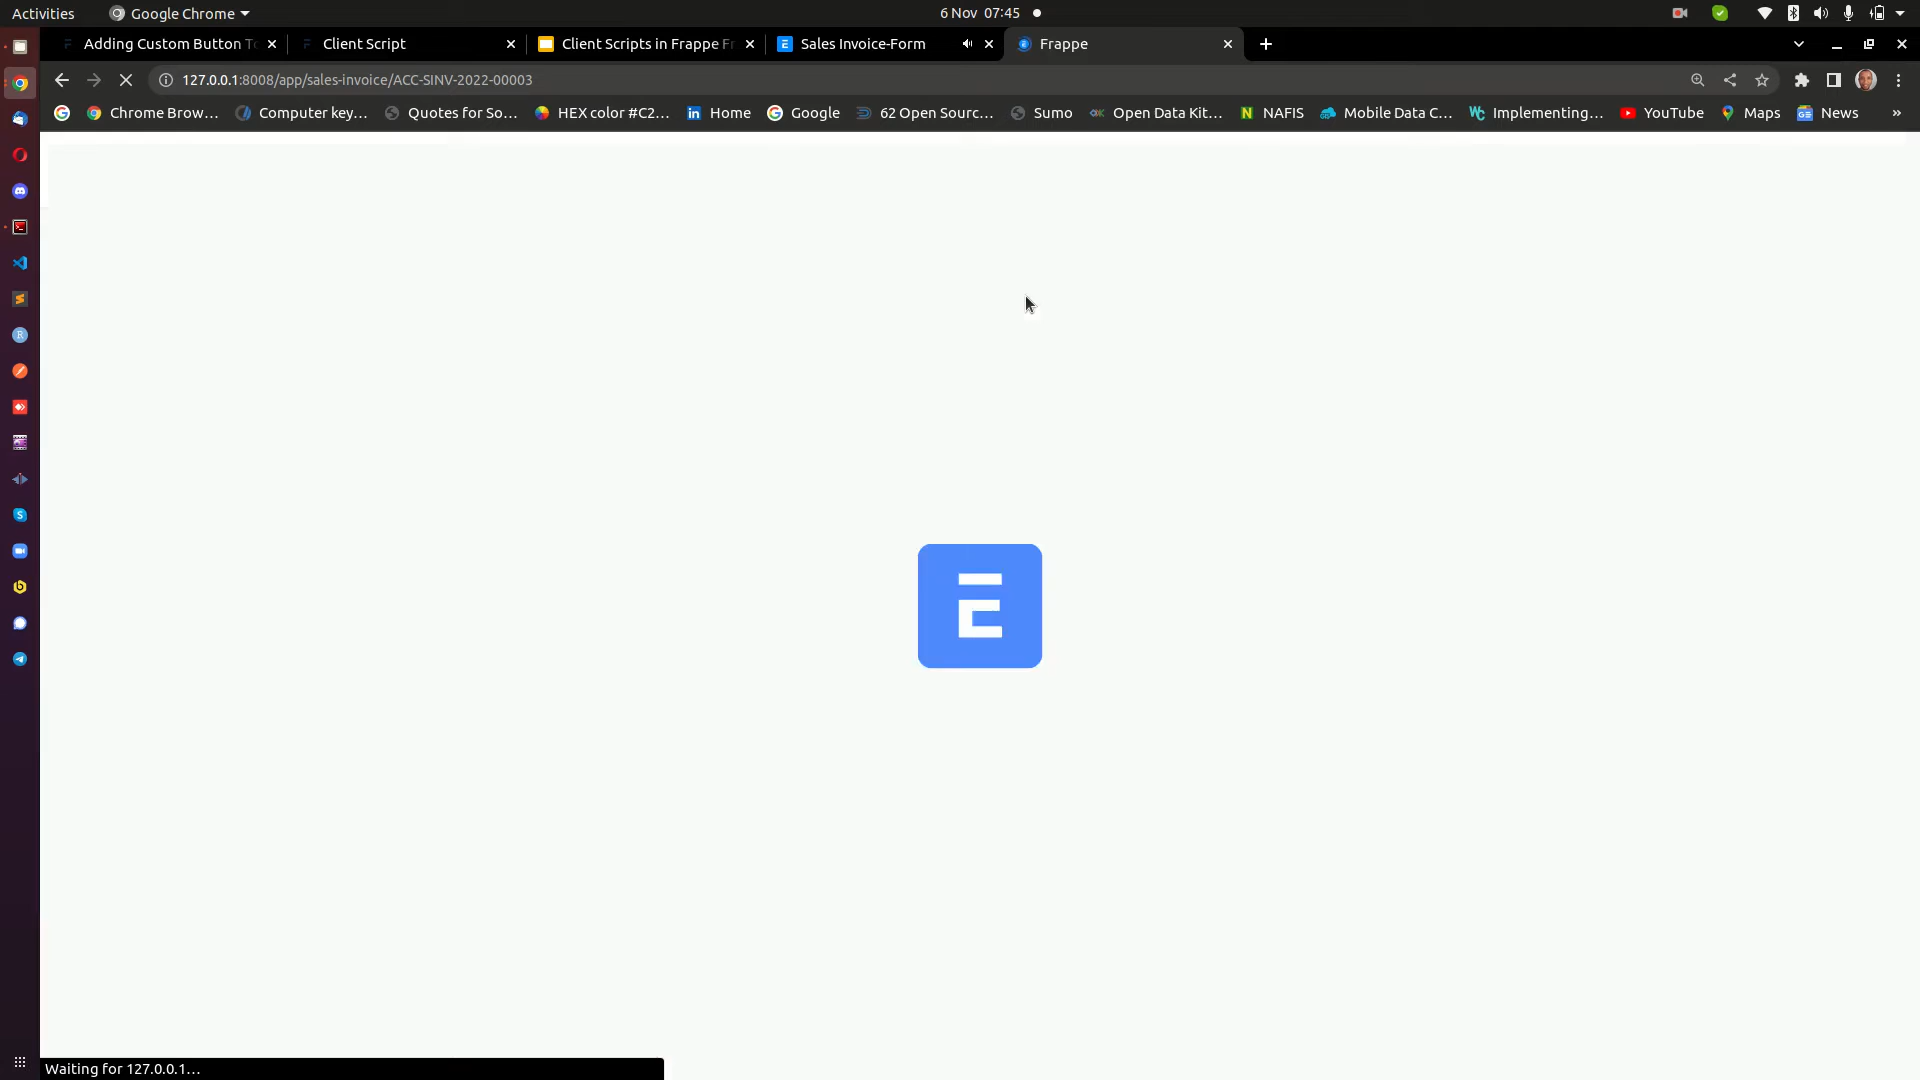 Activities Google Chrome 6 Nov 07:45
Adding Custom Button T Client Script Client Scripts in Frappe Fr Sales Invoice-Form Frappe
127.0.0.1:8008/app/sales-invoice/ACC-SINV-2022-00003
Chrome Brow... Computer key... Quotes for So... HEX color #C2... Home Google 62 Open Sourc... Sumo Open Data Kit... NAFIS Mobile Data C... Implementing... YouTube Maps News »
Waiting for 127.0.0.1...